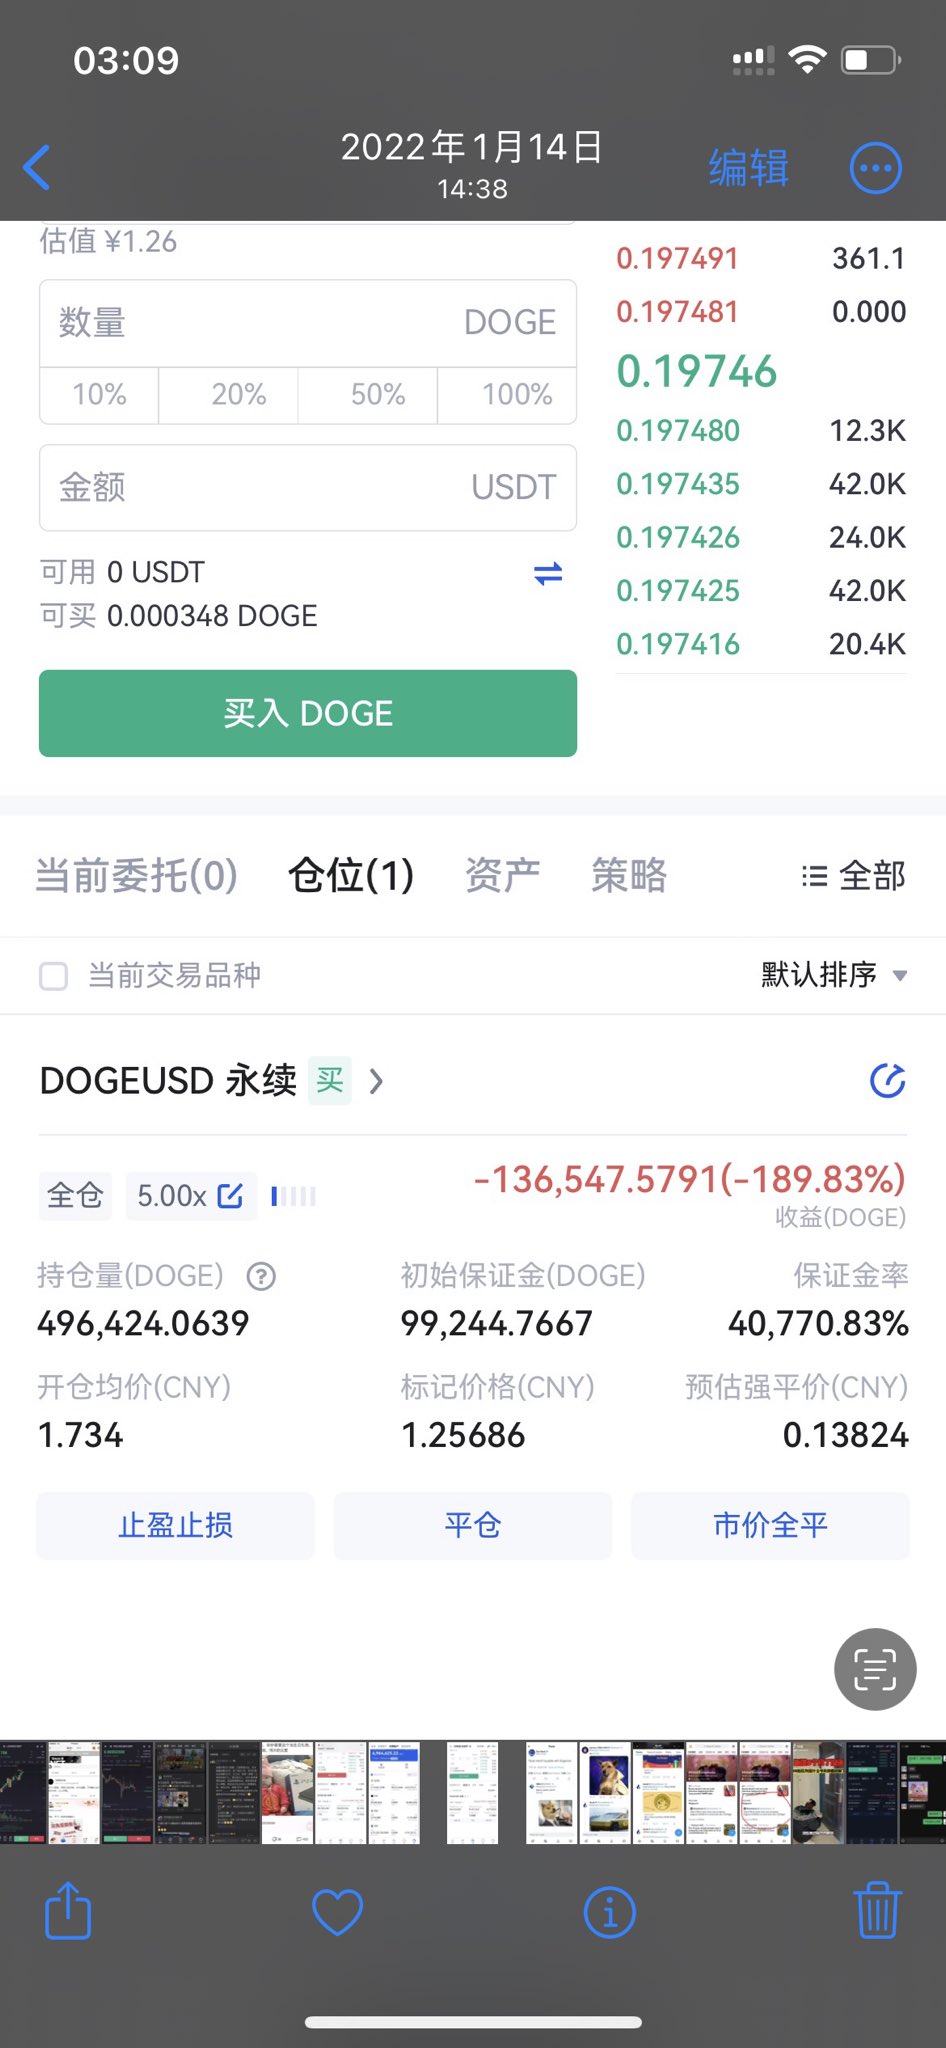 03:09
2022年1月14日
14:38
编辑
估值 ¥1.26
数量 DOGE
10% 20% 50% 100%
金额 USDT
可用 0 USDT
可买 0.000348 DOGE
买入 DOGE
0.197491 361.1
0.197481 0.000
0.19746
0.197480 12.3K
0.197435 42.0K
0.197426 24.0K
0.197425 42.0K
0.197416 20.4K
当前委托(0) 仓位(1) 资产 策略 全部
当前交易品种 默认排序
DOGEUSD 永续 买
全仓 5.00x -136,547.5791(-189.83%)
收益(DOGE)
持仓量(DOGE) 初始保证金(DOGE) 保证金率
496,424.0639 99,244.7667 40,770.83%
开仓均价(CNY) 标记价格(CNY) 预估强平价(CNY)
1.734 1.25686 0.13824
止盈止损 平仓 市价全平